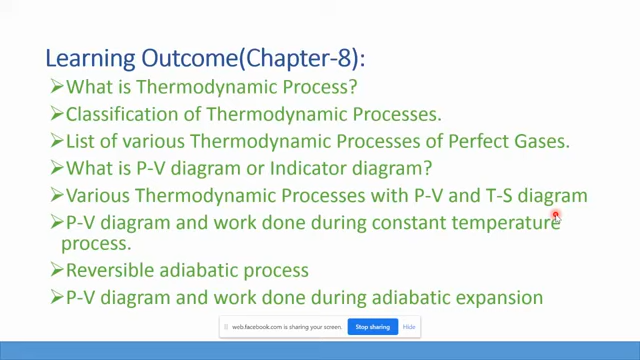 Learning Outcome(Chapter-8):
➢What is Thermodynamic Process?
➢Classification of Thermodynamic Processes.
➢List of various Thermodynamic Processes of Perfect Gases.
➢What is P-V diagram or Indicator diagram?
➢Various Thermodynamic Processes with P-V and T-S diagram
➢P-V diagram and work done during constant temperature
process.
➢Reversible adiabatic process
➢P-V diagram and work done during adiabatic expansion
web.facebook.com is sharing your screen. Stop sharing Hide